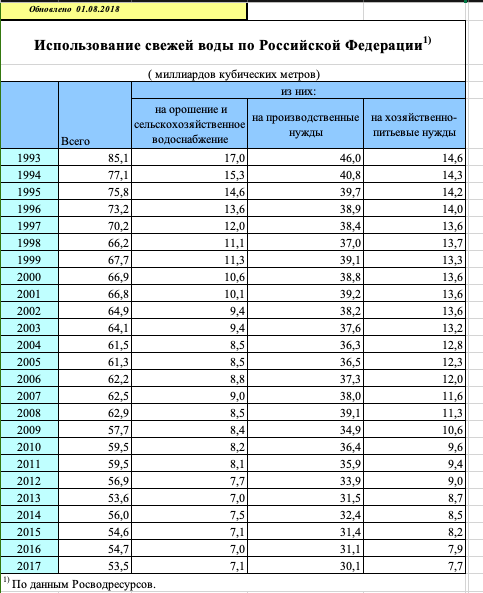 Обновлено 01.08.2018
Использование свежей воды по Российской Федерации1)
( миллиардов кубических метров)
из них:
Всего
на орошение и
сельскохозяйственное
водоснабжение
на производственные
нужды
на хозяйственно-
питьевые нужды
1993 85,1 17,0 46,0 14,6
1994 77,1 15,3 40,8 14,3
1995 75,8 14,6 39,7 14,2
1996 73,2 13,6 38,9 14,0
1997 70,2 12,0 38,4 13,6
1998 66,2 11,1 37,0 13,7
1999 67,7 11,3 39,1 13,3
2000 66,9 10,6 38,8 13,6
2001 66,8 10,1 39,2 13,6
2002 64,9 9,4 38,2 13,6
2003 64,1 9,4 37,6 13,2
2004 61,5 8,5 36,3 12,8
2005 61,3 8,5 36,5 12,3
2006 62,2 8,8 37,3 12,0
2007 62,5 9,0 38,0 11,6
2008 62,9 8,5 39,1 11,3
2009 57,7 8,4 34,9 10,6
2010 59,5 8,2 36,4 9,6
2011 59,5 8,1 35,9 9,4
2012 56,9 7,7 33,9 9,0
2013 53,6 7,0 31,5 8,7
2014 56,0 7,5 32,4 8,5
2015 54,6 7,1 31,4 8,2
2016 54,7 7,0 31,1 7,9
2017 53,5 7,1 30,1 7,7
1) По данным Росводресурсов.